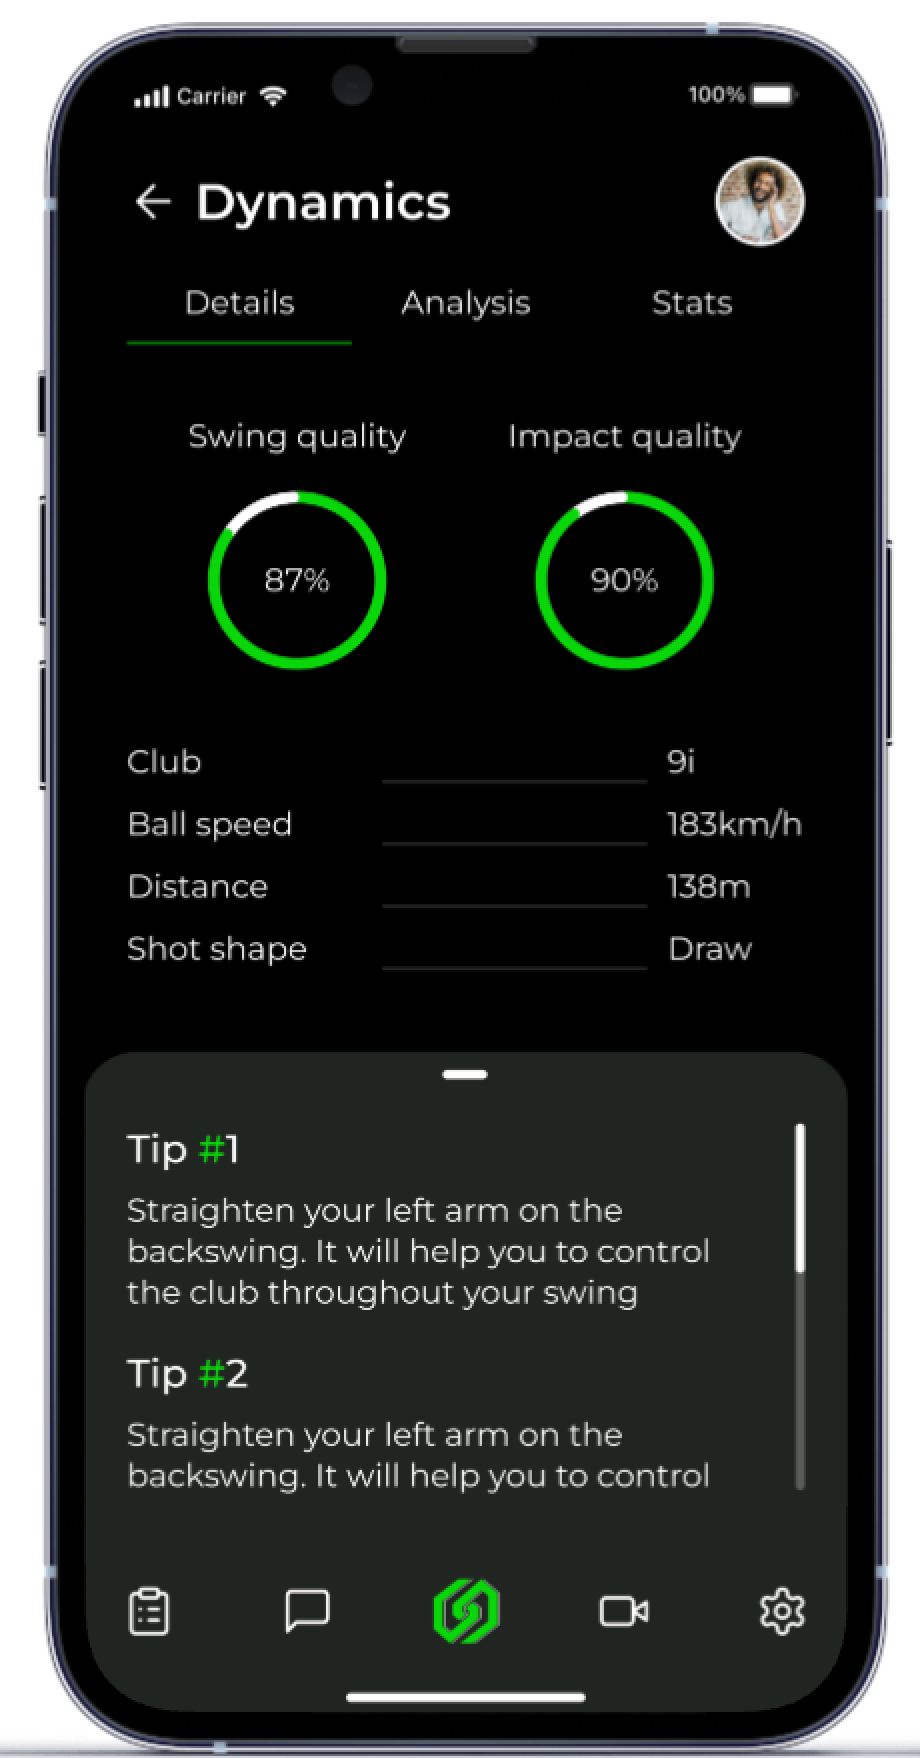 Carrier 100%
Dynamics
Details Analysis Stats
Swing quality Impact quality
87% 90%
Club 9i
Ball speed 183km/h
Distance 138m
Shot shape Draw
Tip #1
Straighten your left arm on the
backswing. It will help you to control
the club throughout your swing
Tip #2
Straighten your left arm on the
backswing. It will help you to control